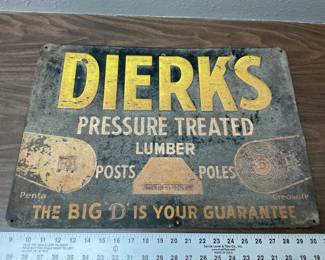 DIERKS
PRESSURE TREATED
LUMBER
POSTS POLES
Penta Creosote
THE BIG "D" IS YOUR GUARANTEE